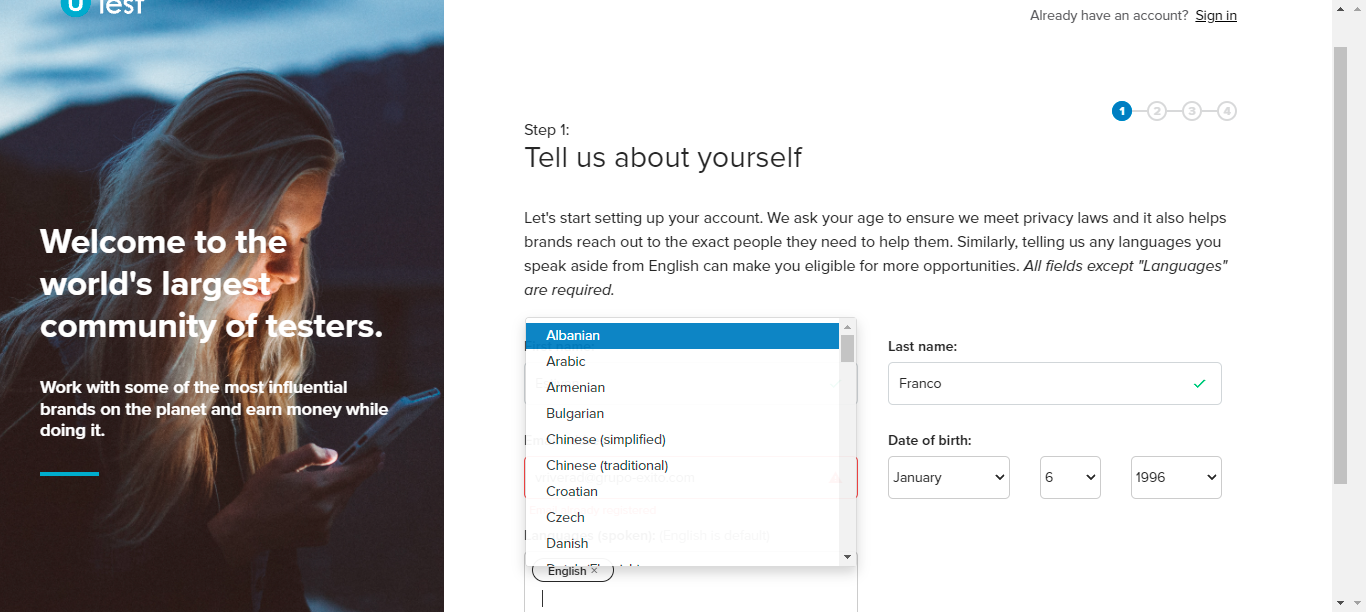 Test
Already have an account? Sign in
1 2 3 4
Step 1:
Tell us about yourself
Let's start setting up your account. We ask your age to ensure we meet privacy laws and it also helps
brands reach out to the exact people they need to help them. Similarly, telling us any languages you
speak aside from English can make you eligible for more opportunities. All fields except "Languages"
are required.
Welcome to the
world's largest
community of testers.
Work with some of the most influential
brands on the planet and earn money while
doing it.
Albanian
Arabic
Armenian
Bulgarian
Chinese (simplified)
Chinese (traditional)
Croatian
Czech
Danish
Last name:
Franco
Date of birth:
January 6 1996
(spoken): (English is default)
English ×